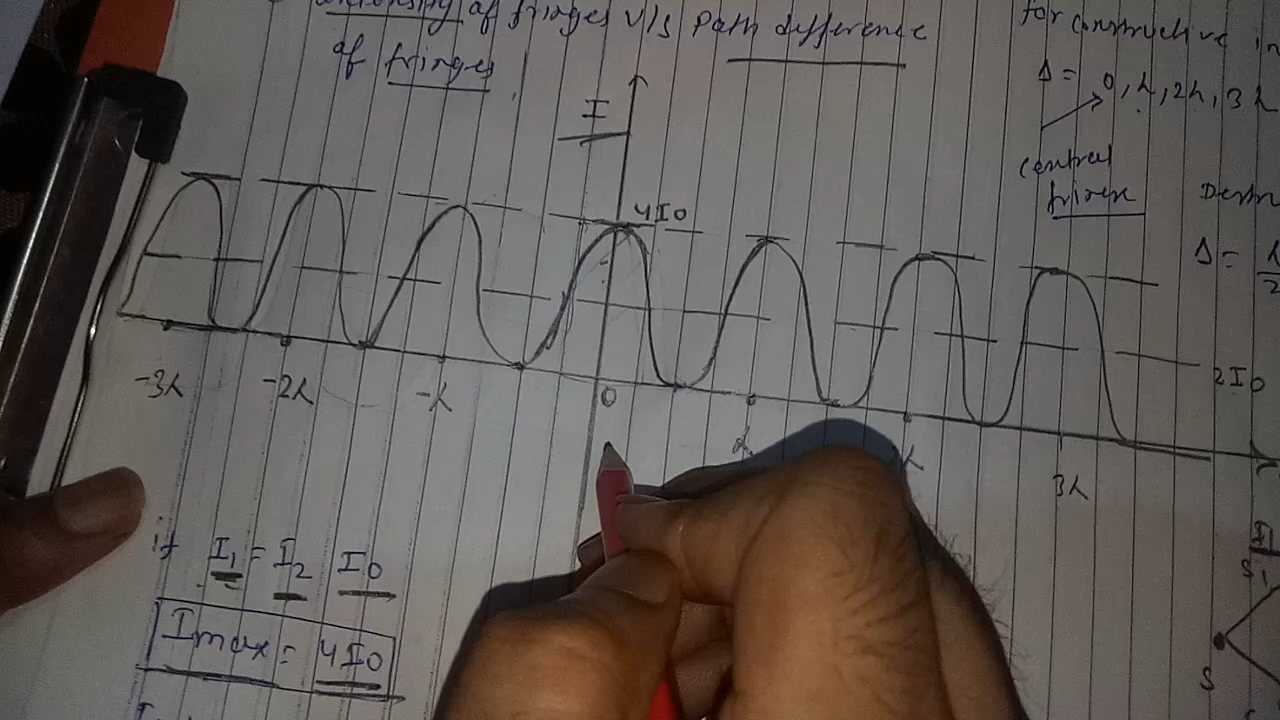 of fringes v/s path difference
of fringes
for constructive
Δ = 0, λ, 2λ, 3λ
central
fringe
Δ = λ/2
I
4I0
2I0
-3λ -2λ -λ 0 λ λ 3λ
if I1 = I2 I0
Imax = 4I0
S1
S